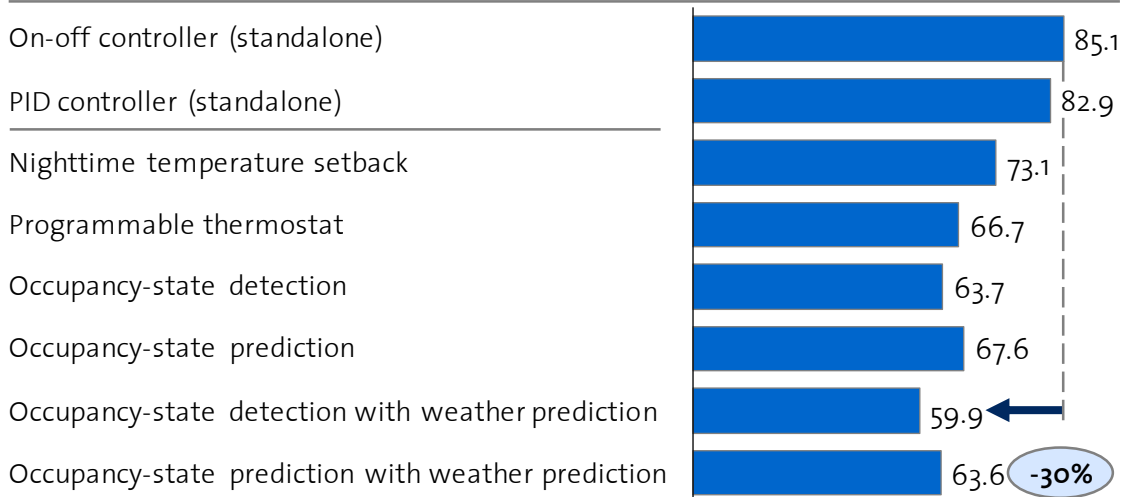 On-off controller (standalone) 85.1
PID controller (standalone) 82.9
Nighttime temperature setback 73.1
Programmable thermostat 66.7
Occupancy-state detection 63.7
Occupancy-state prediction 67.6
Occupancy-state detection with weather prediction 59.9
Occupancy-state prediction with weather prediction 63.6 -30%